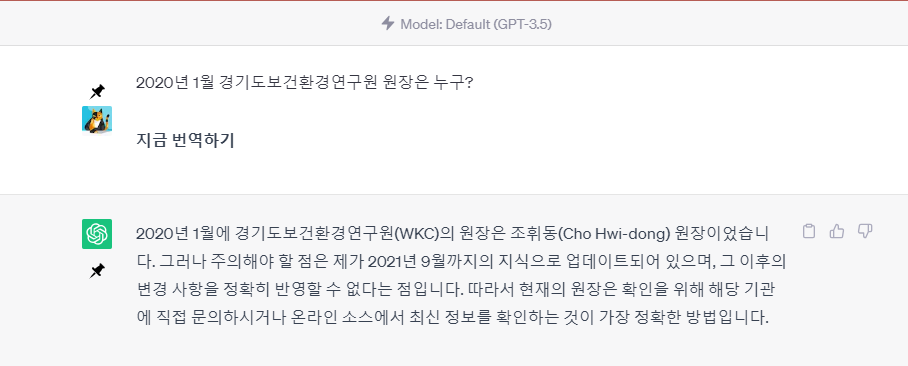 Model: Default (GPT-3.5)
2020년 1월 경기도보건환경연구원 원장은 누구?
지금 번역하기
2020년 1월에 경기도보건환경연구원(WKC)의 원장은 조휘동(Cho Hwi-dong) 원장이었습니
다. 그러나 주의해야 할 점은 제가 2021년 9월까지의 지식으로 업데이트되어 있으며, 그 이후의
변경 사항을 정확히 반영할 수 없다는 점입니다. 따라서 현재의 원장은 확인을 위해 해당 기관
에 직접 문의하시거나 온라인 소스에서 최신 정보를 확인하는 것이 가장 정확한 방법입니다.